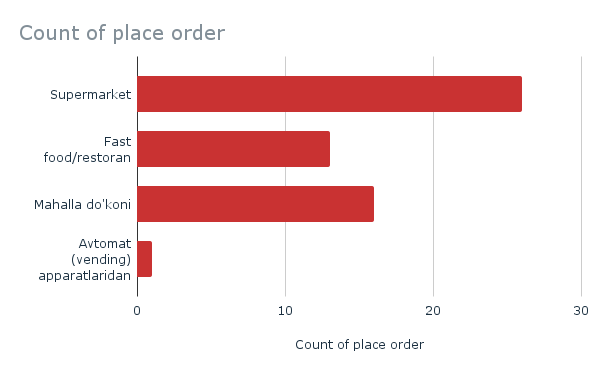 Count of place order
Supermarket
Fast
food/restoran
Mahalla do'koni
Avtomat
(vending)
apparatlaridan
0
10
20
30
Count of place order